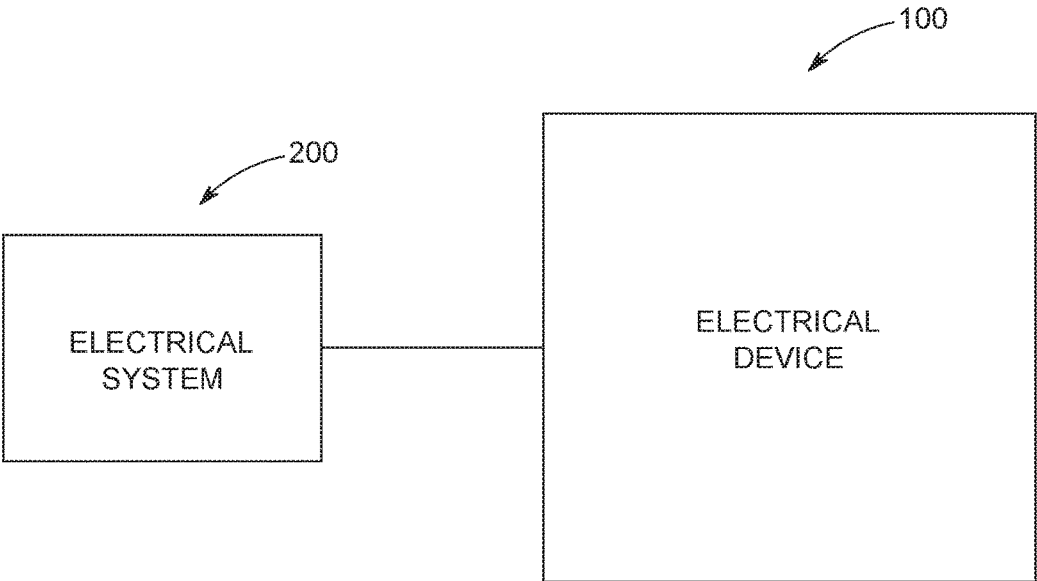 100
200
ELECTRICAL
SYSTEM
ELECTRICAL
DEVICE